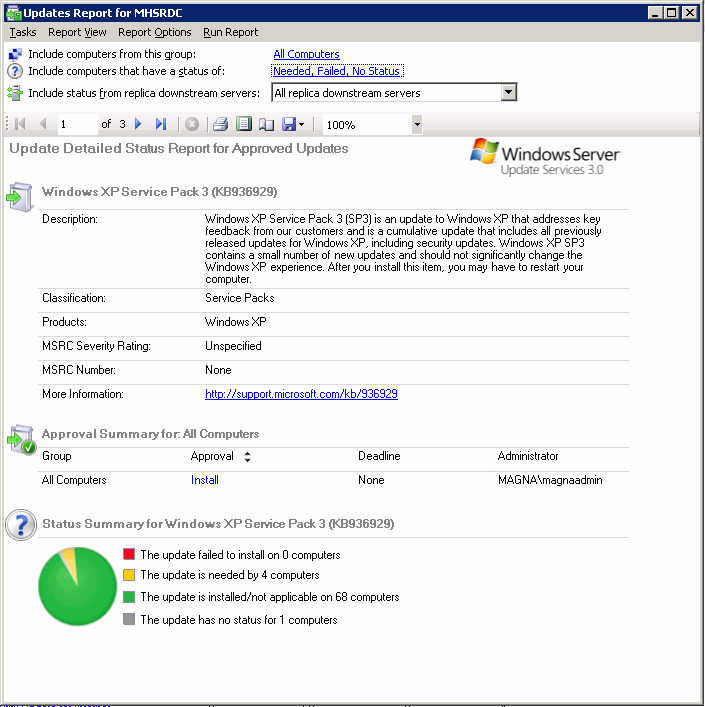 Updates Report for MHSRDC
Tasks Report View Report Options Run Report
Include computers from this group: All Computers
Include computers that have a status of: Needed, Failed, No Status
Include status from replica downstream servers: All replica downstream servers
1 of 3 100%
Update Detailed Status Report for Approved Updates
Windows Server
Update Services 3.0
Windows XP Service Pack 3 (KB936929)
Description: Windows XP Service Pack 3 (SP3) is an update to Windows XP that addresses key
feedback from our customers and is a cumulative update that includes all previously
released updates for Windows XP, including security updates. Windows XP SP3
contains a small number of new updates and should not significantly change the
Windows XP experience. After you install this item, you may have to restart your
computer.
Classification: Service Packs
Products: Windows XP
MSRC Severity Rating: Unspecified
MSRC Number: None
More Information: http://support.microsoft.com/kb/936929
Approval Summary for: All Computers
Group Approval Deadline Administrator
All Computers Install None MAGNA\magnaadmin
Status Summary for Windows XP Service Pack 3 (KB936929)
The update failed to install on 0 computers
The update is needed by 4 computers
The update is installed/not applicable on 68 computers
The update has no status for 1 computers